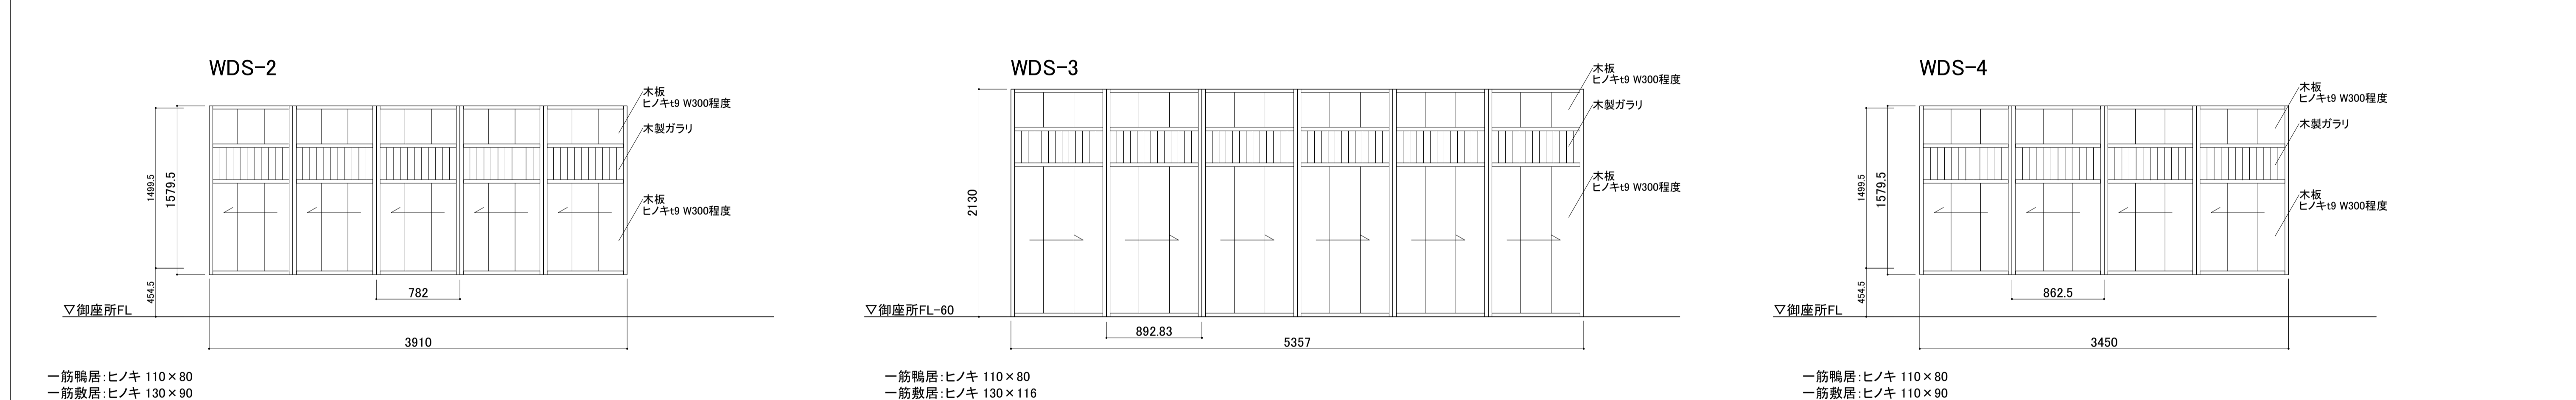 WDS-2
木板
ヒノキt9 W300程度
木製ガラリ
木板
ヒノキt9 W300程度
1499.5
1579.5
454.5
782
▽御座所FL
3910
一筋鴨居:ヒノキ 110×80
一筋敷居:ヒノキ 130×90
WDS-3
木板
ヒノキt9 W300程度
木製ガラリ
木板
ヒノキt9 W300程度
2130
▽御座所FL-60
892.83
5357
一筋鴨居:ヒノキ 110×80
一筋敷居:ヒノキ 130×116
WDS-4
木板
ヒノキt9 W300程度
木製ガラリ
木板
ヒノキt9 W300程度
1499.5
1579.5
454.5
862.5
▽御座所FL
3450
一筋鴨居:ヒノキ 110×80
一筋敷居:ヒノキ 110×90